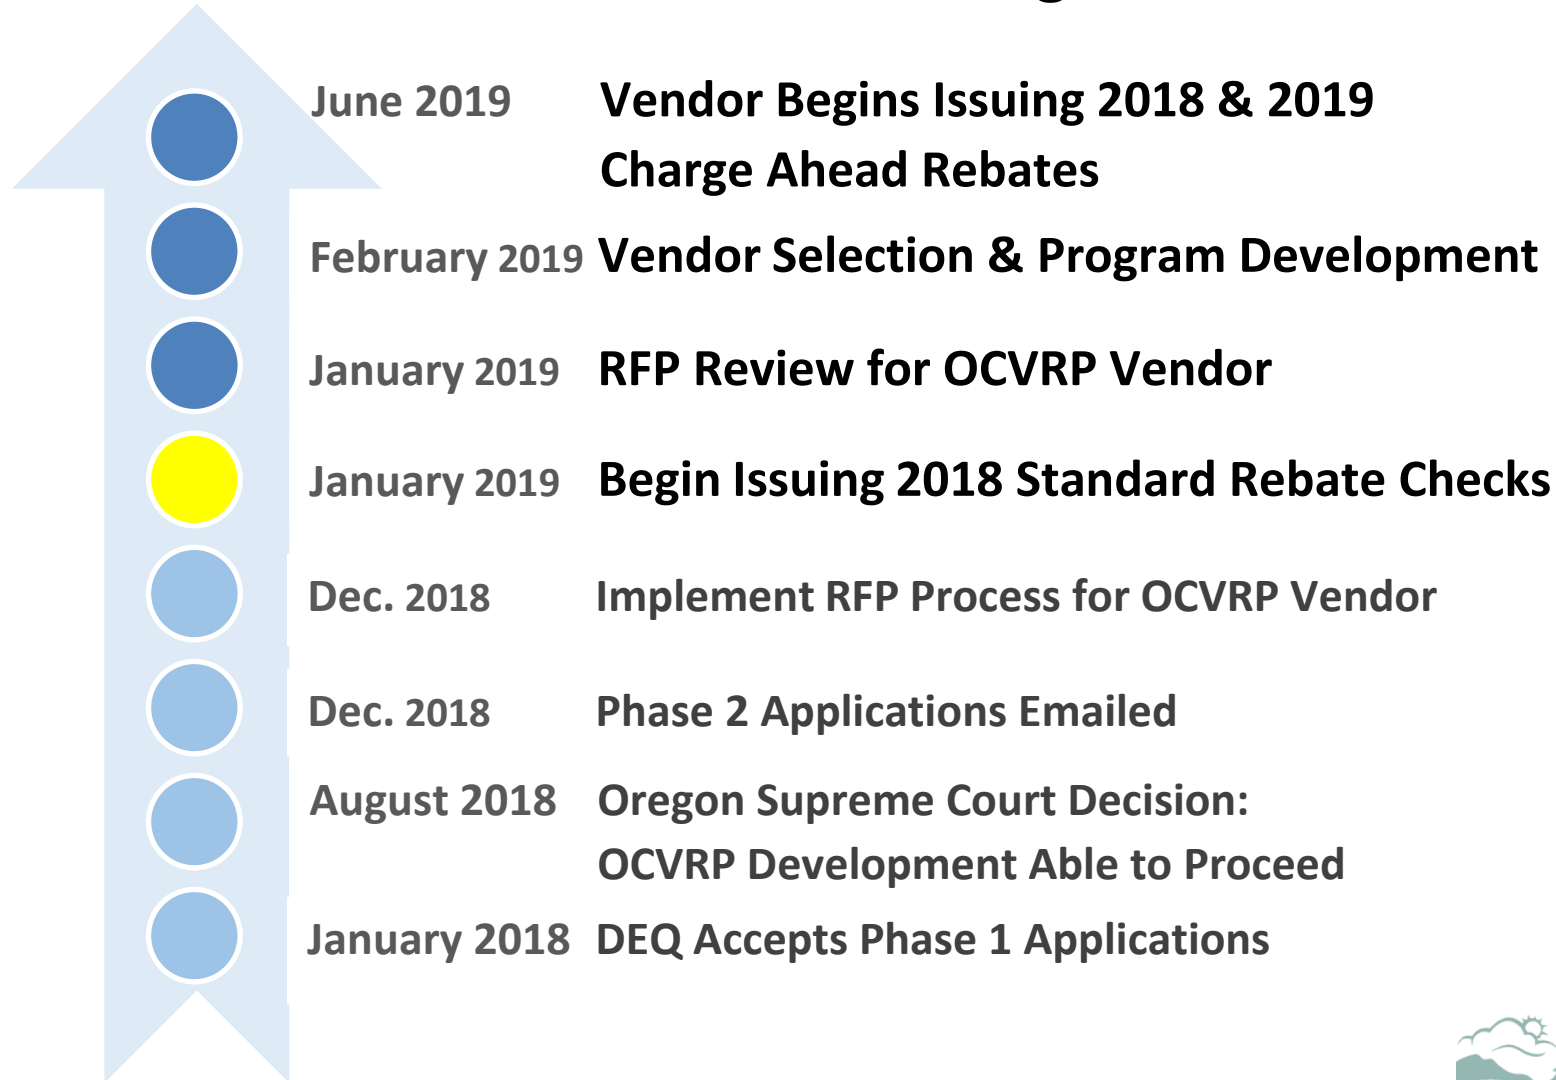 June 2019 Vendor Begins Issuing 2018 & 2019
Charge Ahead Rebates
February 2019 Vendor Selection & Program Development
January 2019 RFP Review for OCVRP Vendor
January 2019 Begin Issuing 2018 Standard Rebate Checks
Dec. 2018 Implement RFP Process for OCVRP Vendor
Dec. 2018 Phase 2 Applications Emailed
August 2018 Oregon Supreme Court Decision:
OCVRP Development Able to Proceed
January 2018 DEQ Accepts Phase 1 Applications